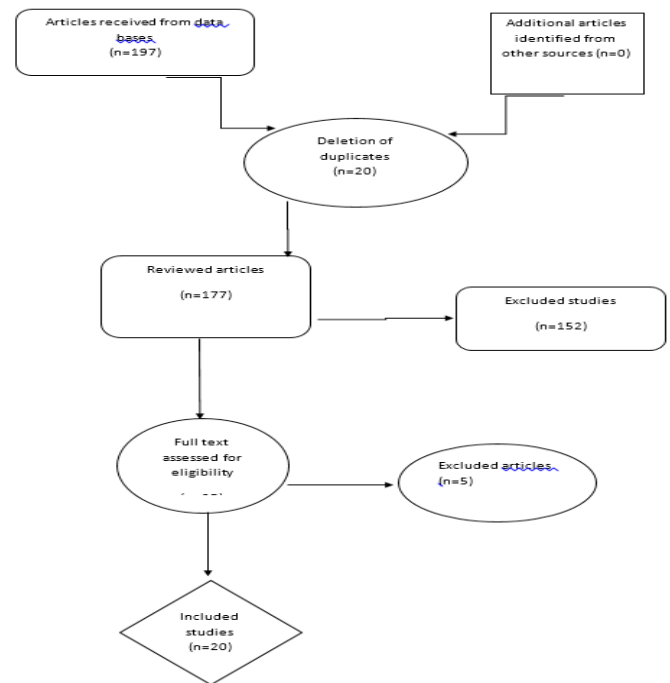 Articles received from data
bases
(n=197)
Additional articles
identified from
other sources (n=0)
Deletion of
duplicates
(n=20)
Reviewed articles
(n=177)
Excluded studies
(n=152)
Full text
assessed for
eligibility
Excluded articles
(n=5)
Included
studies
(n=20)